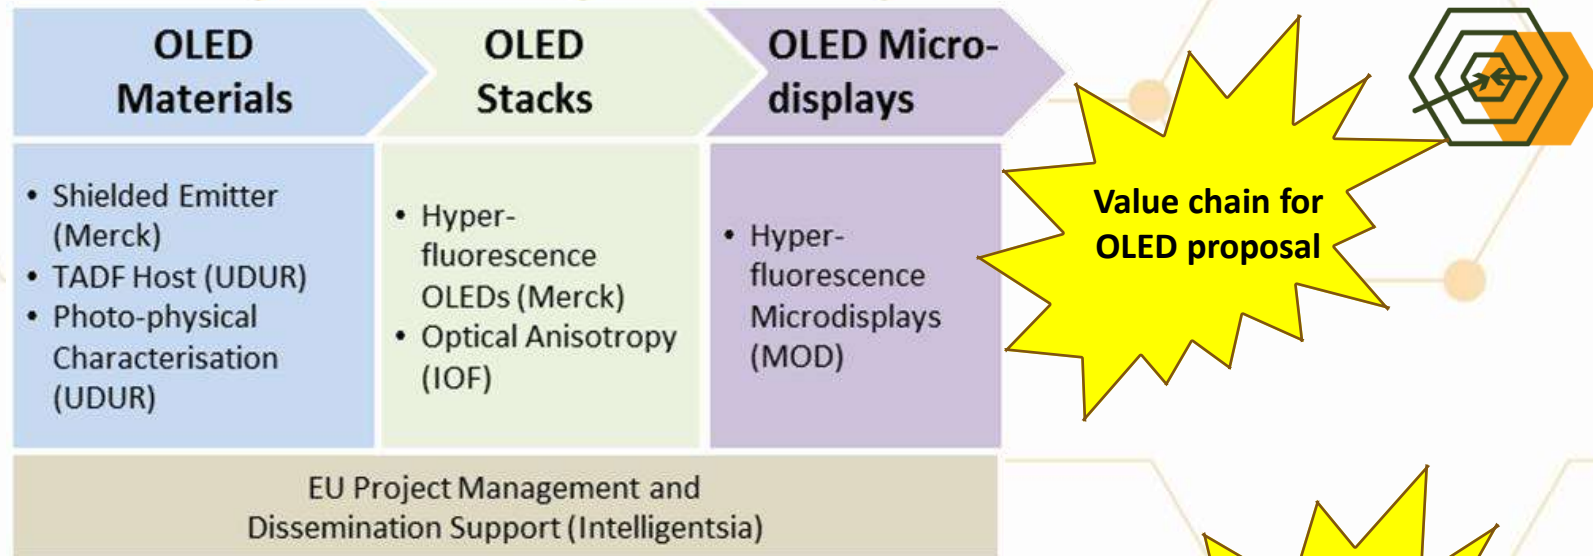 OLED
Materials
OLED
Stacks
OLED Micro-
displays
• Shielded Emitter
(Merck)
• TADF Host (UDUR)
• Photo-physical
Characterisation
(UDUR)
• Hyper-
fluorescence
OLEDs (Merck)
• Optical Anisotropy
(IOF)
• Hyper-
fluorescence
Microdisplays
(MOD)
Value chain for
OLED proposal
EU Project Management and
Dissemination Support (Intelligentsia)